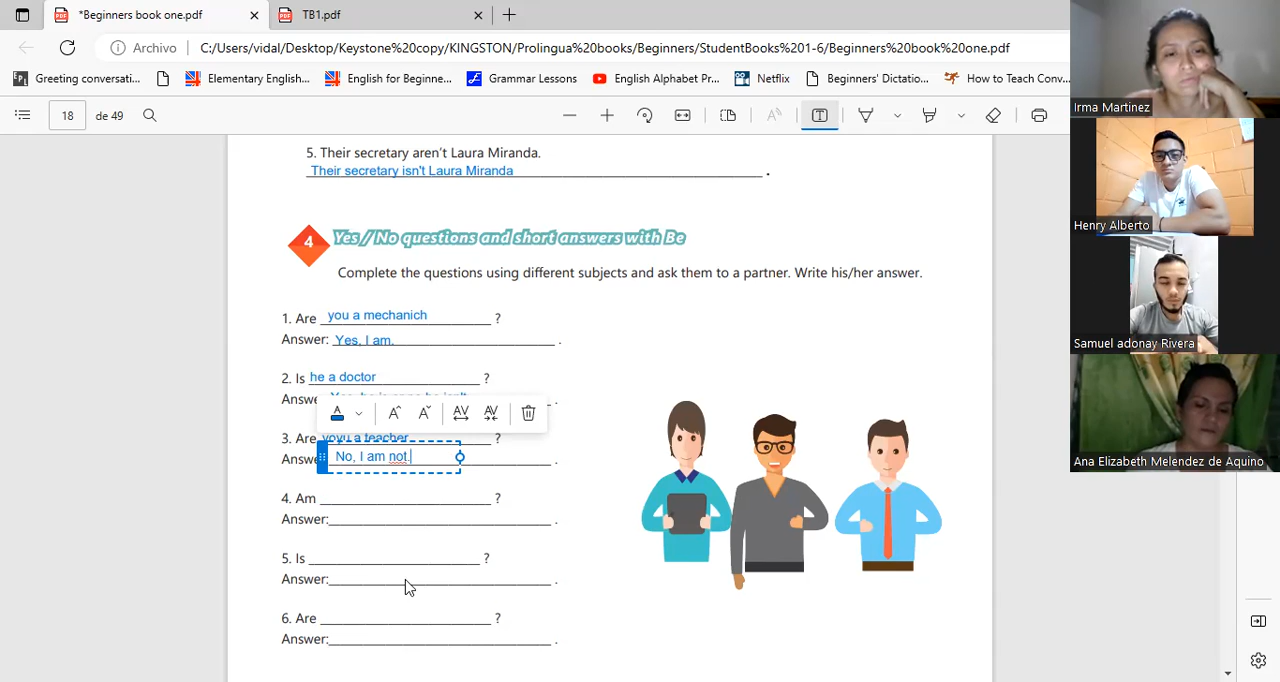 *Beginners book one.pdf
TB1.pdf
Archivo
C:/Users/vidal/Desktop/Keystone%20copy/KINGSTON/Prolingua%20books/Beginners/StudentBooks%201-6/Beginners%20book%20one.pdf
Greeting conversati...
Elementary English...
English for Beginne...
Grammar Lessons
English Alphabet Pr...
Netflix
Beginners' Dictatio...
How to Teach Conv...
18 de 49
5. Their secretary aren't Laura Miranda.
Their secretary isn't Laura Miranda
4 Yes / No questions and short answers with Be
Complete the questions using different subjects and ask them to a partner. Write his/her answer.
1. Are you a mechanich ?
Answer: Yes, I am.
2. Is he a doctor ?
Answe
3. Are yoyu a teacher ?
Answe No, I am not.
4. Am ?
Answer:
5. Is ?
Answer:
6. Are ?
Answer:
Irma Martinez
Henry Alberto
Samuel adonay Rivera
Ana Elizabeth Melendez de Aquino